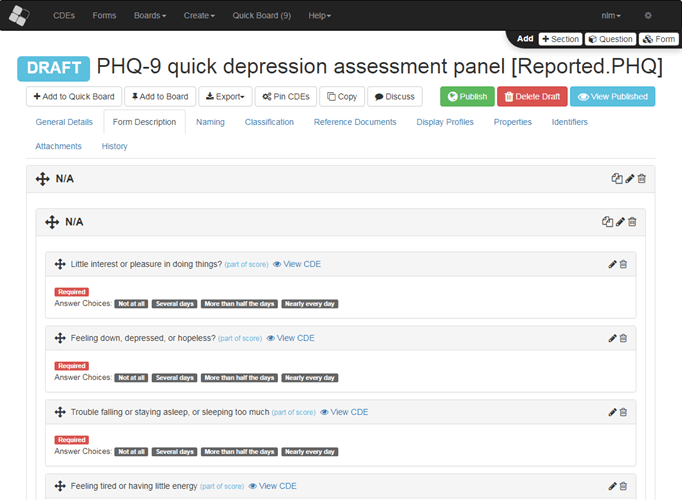 CDEs Forms Boards Create Quick Board (9) Help nlm
Add Section Question Form
DRAFT PHQ-9 quick depression assessment panel [Reported.PHQ]
Add to Quick Board Add to Board Export Pin CDEs Copy Discuss Publish Delete Draft View Published
General Details Form Description Naming Classification Reference Documents Display Profiles Properties Identifiers
Attachments History
N/A
N/A
Little interest or pleasure in doing things? (part of score) View CDE
Required
Answer Choices: Not at all Several days More than half the days Nearly every day
Feeling down, depressed, or hopeless? (part of score) View CDE
Required
Answer Choices: Not at all Several days More than half the days Nearly every day
Trouble falling or staying asleep, or sleeping too much (part of score) View CDE
Required
Answer Choices: Not at all Several days More than half the days Nearly every day
Feeling tired or having little energy (part of score) View CDE